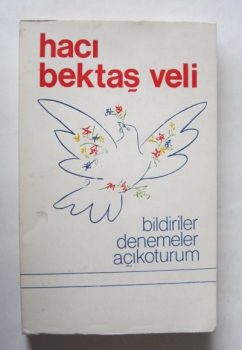 hacı
bektaş veli
bildiriler
denemeler
açıkoturum